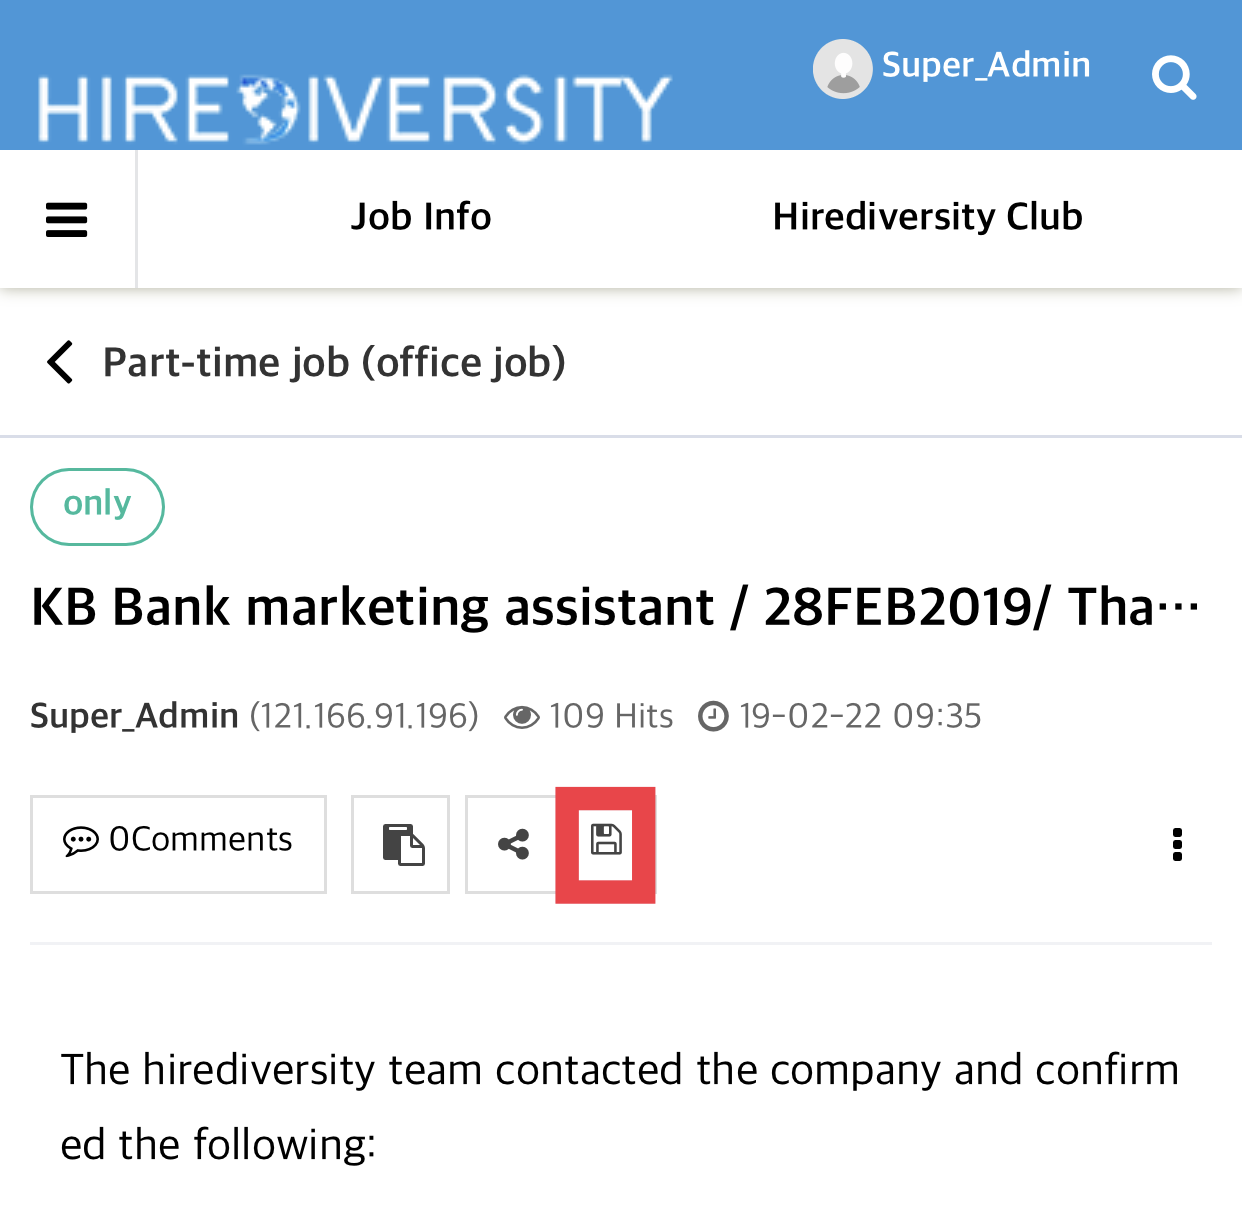 HIREDIVERSITY
Super_Admin
Job Info
Hirediversity Club
Part-time job (office job)
only
KB Bank marketing assistant / 28FEB2019/ Tha⋯
Super_Admin (121.166.91.196) 109 Hits 19-02-22 09:35
0Comments
The hirediversity team contacted the company and confirm
ed the following: